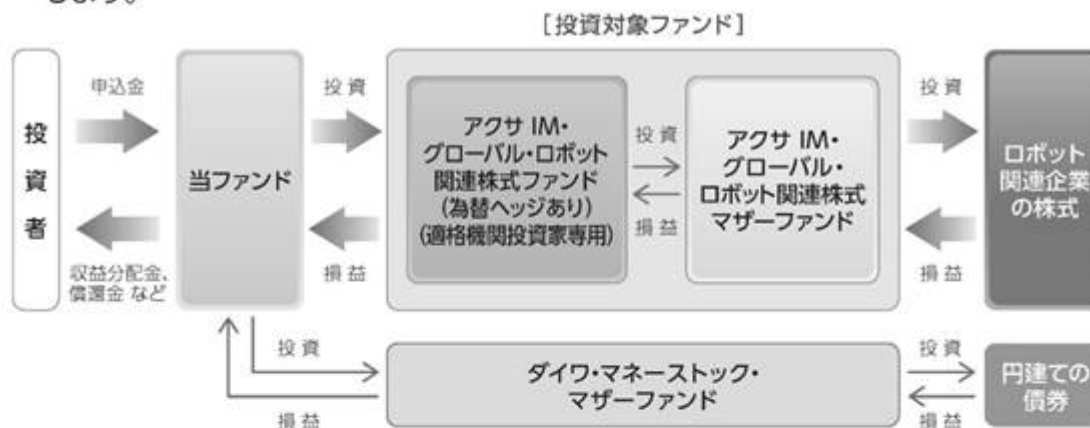 します。
［投資対象ファンド］
投資者
申込金
収益分配金、
償還金 など
当ファンド
投資
損益
アクサ IM・
グローバル・ロボット
関連株式ファンド
(為替ヘッジあり)
(適格機関投資家専用)
投資
損益
アクサ IM・
グローバル・
ロボット関連株式
マザーファンド
投資
損益
ロボット
関連企業
の株式
投資
損益
ダイワ・マネーストック・
マザーファンド
投資
損益
円建ての
債券